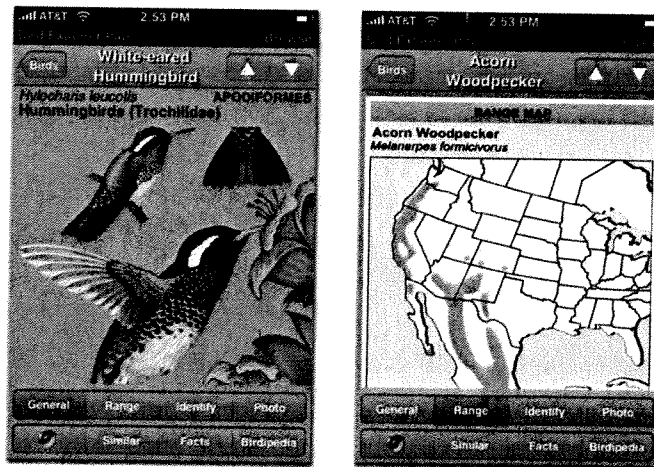 AT&T 2:53 PM
Birds
White-eared
Hummingbird
Hylocharis leucotis APODIFORMES
Hummingbirds (Trochilidae)
General Range Identify Photo
Similar Facts Birdipedia
AT&T 2:53 PM
Birds
Acorn
Woodpecker
RANGE MAP
Acorn Woodpecker
Melanerpes formicivorus
General Range Identify Photo
Similar Facts Birdipedia